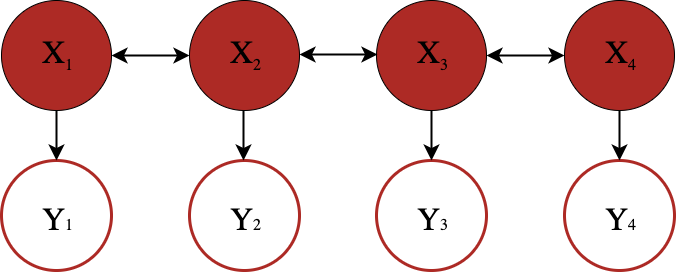 X₁ X₂ X₃ X₄
Y₁ Y₂ Y₃ Y₄